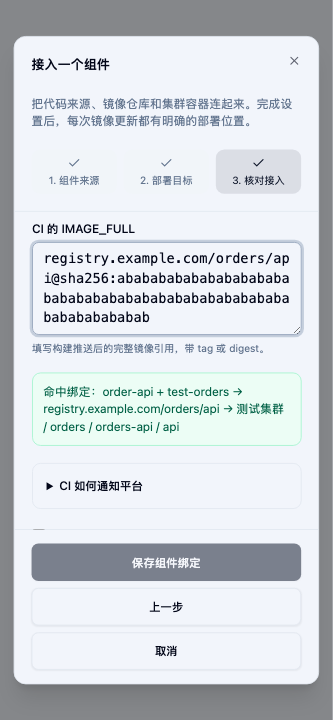 接入一个组件
把代码来源、镜像仓库和集群容器连起来。完成设
置后，每次镜像更新都有明确的部署位置。
1. 组件来源
2. 部署目标
3. 核对接入
CI 的 IMAGE_FULL
registry.example.com/orders/ap
i@sha256:abababababababababab
ababababababababababababababab
abababababab
填写构建推送后的完整镜像引用，带 tag 或 digest。
命中绑定：order-api + test-orders →
registry.example.com/orders/api → 测试集群
/ orders / orders-api / api
CI 如何通知平台
保存组件绑定
上一步
取消